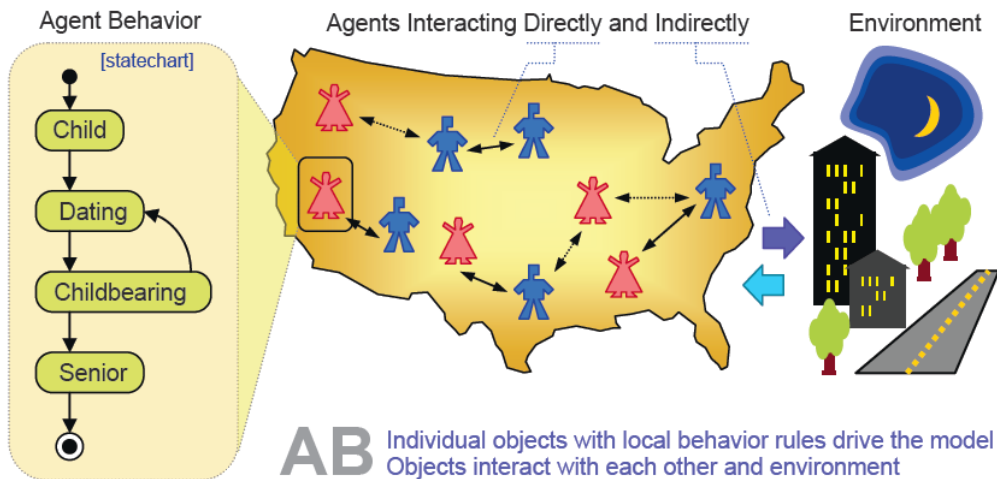 Agent Behavior
Agents Interacting Directly and Indirectly
Environment
[statechart]
Child
Dating
Childbearing
Senior
AB
Individual objects with local behavior rules drive the model
Objects interact with each other and environment